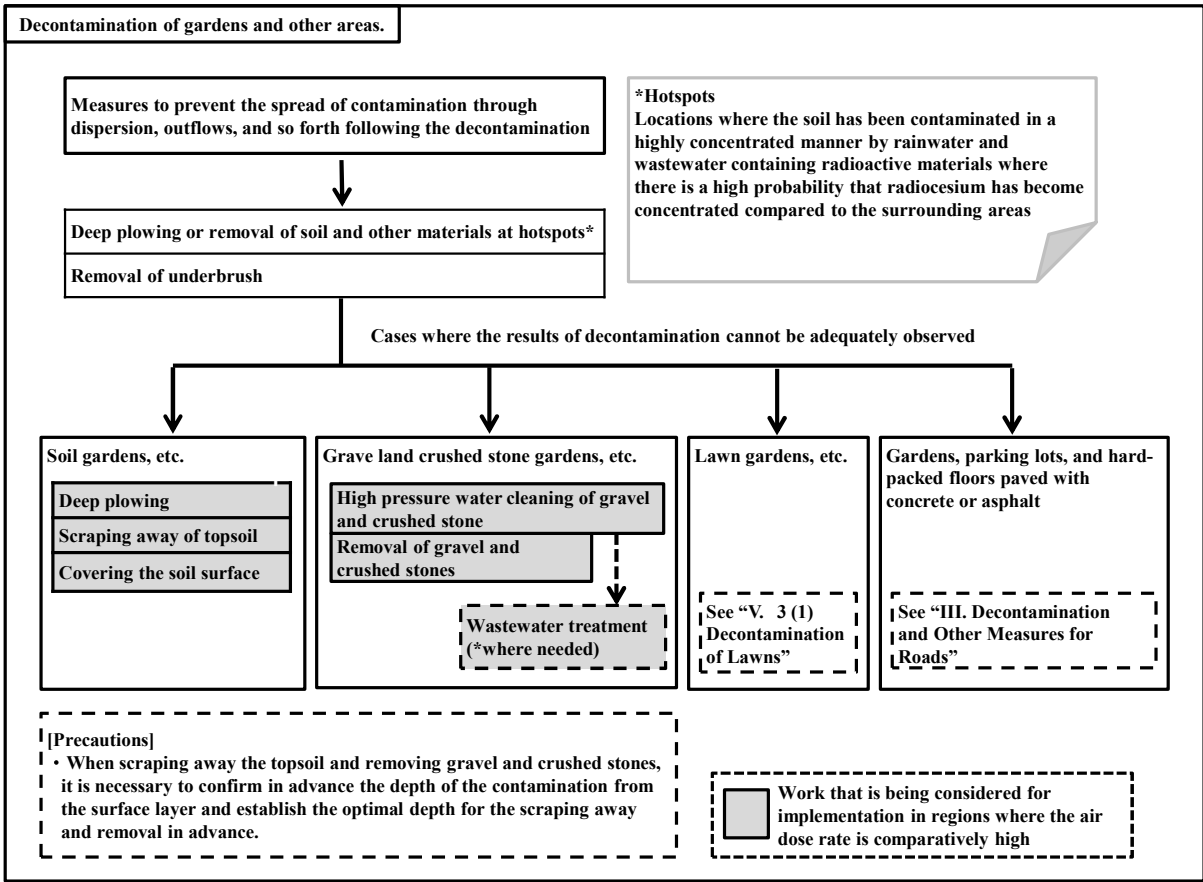 Decontamination of gardens and other areas.
Measures to prevent the spread of contamination through
dispersion, outflows, and so forth following the decontamination
*Hotspots
Locations where the soil has been contaminated in a
highly concentrated manner by rainwater and
wastewater containing radioactive materials where
there is a high probability that radiocesium has become
concentrated compared to the surrounding areas
Deep plowing or removal of soil and other materials at hotspots*
Removal of underbrush
Cases where the results of decontamination cannot be adequately observed
Soil gardens, etc.
Deep plowing
Scraping away of topsoil
Covering the soil surface
Grave land crushed stone gardens, etc.
High pressure water cleaning of gravel
and crushed stone
Removal of gravel and
crushed stones
Wastewater treatment
(*where needed)
Lawn gardens, etc.
See “V. 3 (1)
Decontamination
of Lawns”
Gardens, parking lots, and hard-
packed floors paved with
concrete or asphalt
See “III. Decontamination
and Other Measures for
Roads”
[Precautions]
・When scraping away the topsoil and removing gravel and crushed stones,
it is necessary to confirm in advance the depth of the contamination from
the surface layer and establish the optimal depth for the scraping away
and removal in advance.
Work that is being considered for
implementation in regions where the air
dose rate is comparatively high